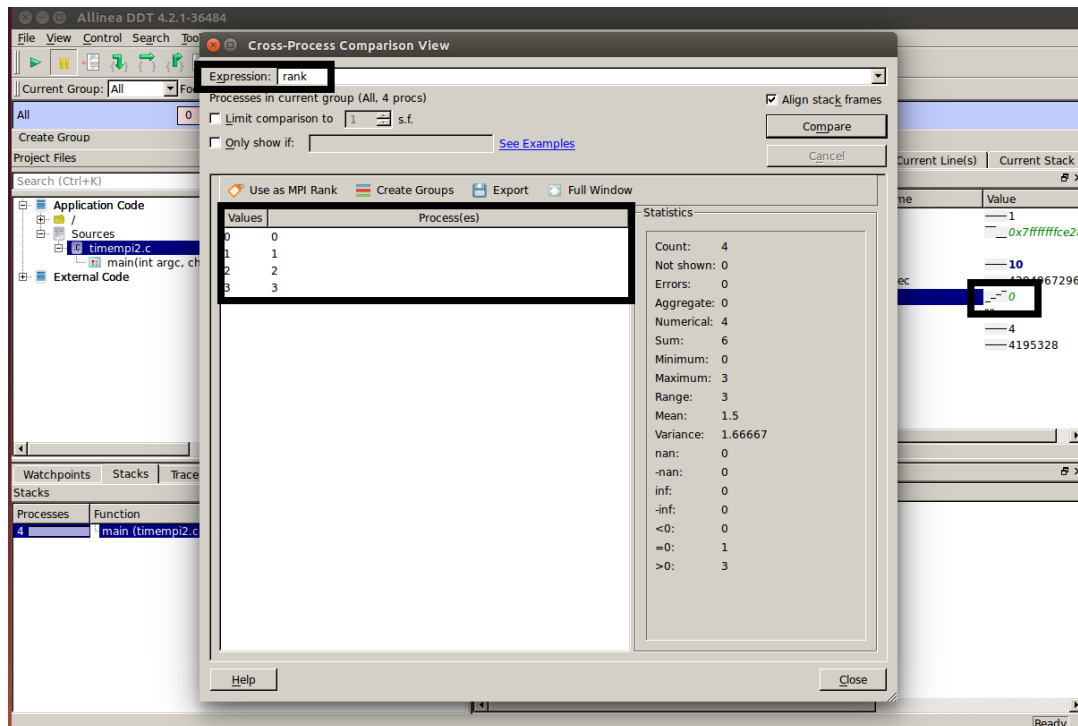 Allinea DDT 4.2.1-36484
File View Control Search
Cross-Process Comparison View
Expression: rank
Current Group: All
Processes in current group (All, 4 procs)
Align stack frames
All 0
Limit comparison to 1 s.f.
Compare
Create Group
Only show if: See Examples
Cancel
Project Files
Current Line(s) Current Stack
Search (Ctrl+K)
Use as MPI Rank Create Groups Export Full Window
Value
Application Code
/
Sources
timempi2.c
main(int argc,
External Code
Values Process(es)
0 0
1 1
2 2
3 3
Statistics
Count: 4
Not shown: 0
Errors: 0
Aggregate: 0
Numerical: 4
Sum: 6
Minimum: 0
Maximum: 3
Range: 3
Mean: 1.5
Variance: 1.66667
nan: 0
-nan: 0
inf: 0
-inf: 0
<0: 0
=0: 1
>0: 3
1
10
0
4
4195328
Watchpoints Stacks
Stacks
Processes Function
4 main (timempi2.c
Help
Close
Ready